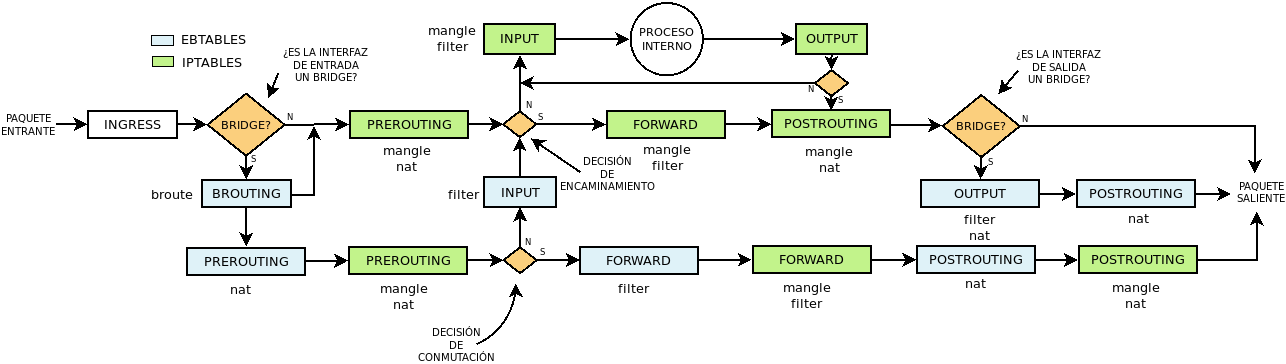 EBTABLES
IPTABLES
¿ES LA INTERFAZ
DE ENTRADA
UN BRIDGE?
mangle
filter
INPUT
PROCESO
INTERNO
OUTPUT
N
S
¿ES LA INTERFAZ
DE SALIDA
UN BRIDGE?
PAQUETE
ENTRANTE
INGRESS
BRIDGE?
N
S
PREROUTING
mangle
nat
N
S
DECISIÓN
DE
ENCAMINAMIENTO
FORWARD
mangle
filter
POSTROUTING
mangle
nat
BRIDGE?
N
S
broute
BROUTING
filter
INPUT
OUTPUT
filter
nat
POSTROUTING
nat
PAQUETE
SALIENTE
PREROUTING
nat
PREROUTING
mangle
nat
N
S
DECISIÓN
DE
CONMUTACIÓN
FORWARD
filter
FORWARD
mangle
filter
POSTROUTING
nat
POSTROUTING
mangle
nat